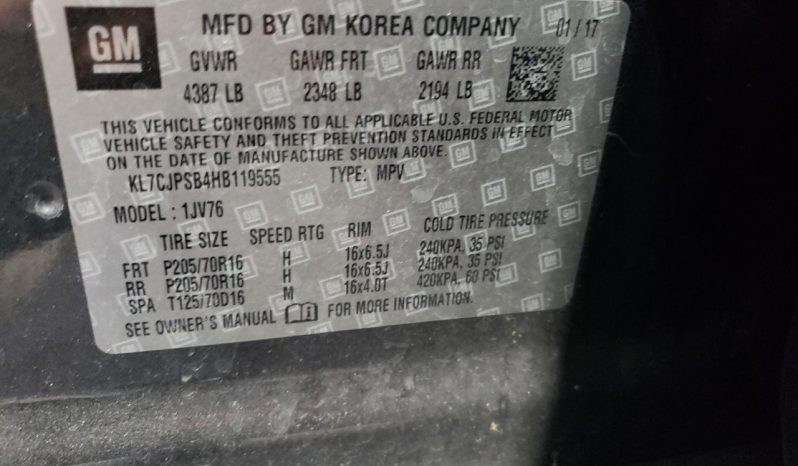 GM MFD BY GM KOREA COMPANY 01/17
GVWR GAWR FRT GAWR RR
4387 LB 2348 LB 2194 LB
THIS VEHICLE CONFORMS TO ALL APPLICABLE U.S. FEDERAL MOTOR
VEHICLE SAFETY AND THEFT PREVENTION STANDARDS IN EFFECT
ON THE DATE OF MANUFACTURE SHOWN ABOVE.
KL7CJPSB4HB119555 TYPE: MPV
MODEL : 1JV76
TIRE SIZE SPEED RTG RIM COLD TIRE PRESSURE
FRT P205/70R16 H 16x6.5J 240KPA, 35 PSI
RR P205/70R16 H 16x6.5J 240KPA, 35 PSI
SPA T125/70D16 M 16x4.0T 420KPA, 60 PSI
SEE OWNER'S MANUAL FOR MORE INFORMATION.